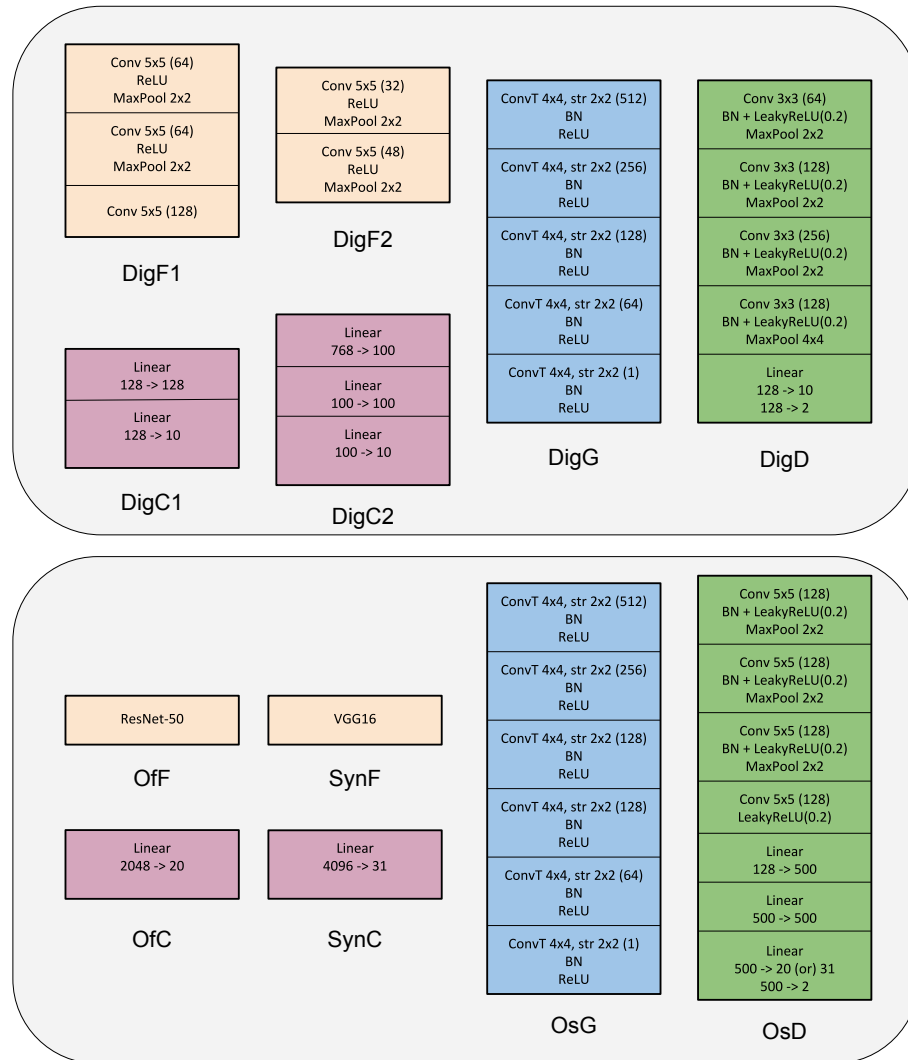 Conv 5x5 (64)
ReLU
MaxPool 2x2
Conv 5x5 (64)
ReLU
MaxPool 2x2
Conv 5x5 (128)
DigF1
Conv 5x5 (32)
ReLU
MaxPool 2x2
Conv 5x5 (48)
ReLU
MaxPool 2x2
DigF2
Linear
128 -> 128
Linear
128 -> 10
DigC1
Linear
768 -> 100
Linear
100 -> 100
Linear
100 -> 10
DigC2
ConvT 4x4, str 2x2 (512)
BN
ReLU
ConvT 4x4, str 2x2 (256)
BN
ReLU
ConvT 4x4, str 2x2 (128)
BN
ReLU
ConvT 4x4, str 2x2 (64)
BN
ReLU
ConvT 4x4, str 2x2 (1)
BN
ReLU
DigG
Conv 3x3 (64)
BN + LeakyReLU(0.2)
MaxPool 2x2
Conv 3x3 (128)
BN + LeakyReLU(0.2)
MaxPool 2x2
Conv 3x3 (256)
BN + LeakyReLU(0.2)
MaxPool 2x2
Conv 3x3 (128)
BN + LeakyReLU(0.2)
MaxPool 4x4
Linear
128 -> 10
128 -> 2
DigD
ResNet-50
OfF
VGG16
SynF
Linear
2048 -> 20
OfC
Linear
4096 -> 31
SynC
ConvT 4x4, str 2x2 (512)
BN
ReLU
ConvT 4x4, str 2x2 (256)
BN
ReLU
ConvT 4x4, str 2x2 (128)
BN
ReLU
ConvT 4x4, str 2x2 (128)
BN
ReLU
ConvT 4x4, str 2x2 (64)
BN
ReLU
ConvT 4x4, str 2x2 (1)
BN
ReLU
OsG
Conv 5x5 (128)
BN + LeakyReLU(0.2)
MaxPool 2x2
Conv 5x5 (128)
BN + LeakyReLU(0.2)
MaxPool 2x2
Conv 5x5 (128)
BN + LeakyReLU(0.2)
MaxPool 2x2
Conv 5x5 (128)
LeakyReLU(0.2)
Linear
128 -> 500
Linear
500 -> 500
Linear
500 -> 20 (or) 31
500 -> 2
OsD